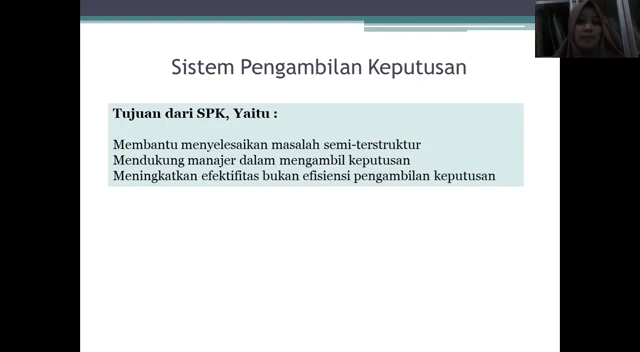 Sistem Pengambilan Keputusan
Tujuan dari SPK, Yaitu :
Membantu menyelesaikan masalah semi-terstruktur
Mendukung manajer dalam mengambil keputusan
Meningkatkan efektifitas bukan efisiensi pengambilan keputusan